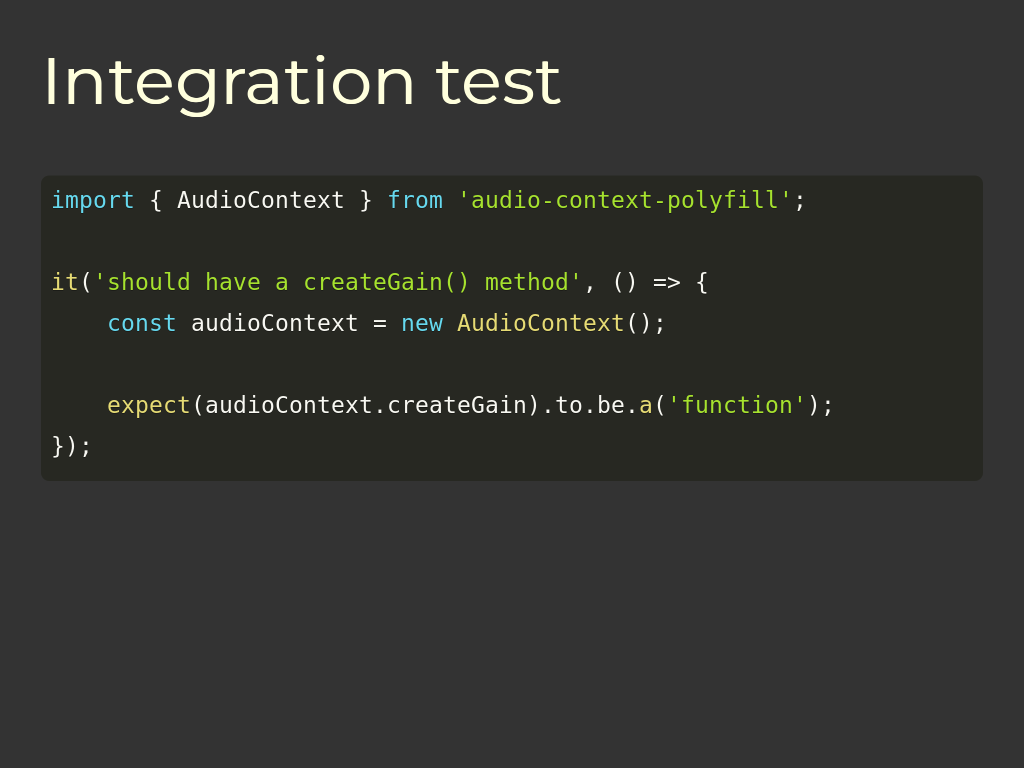 Integration test
import { AudioContext } from 'audio-context-polyfill';
it('should have a createGain() method', () => {
    const audioContext = new AudioContext();
    expect(audioContext.createGain).to.be.a('function');
});